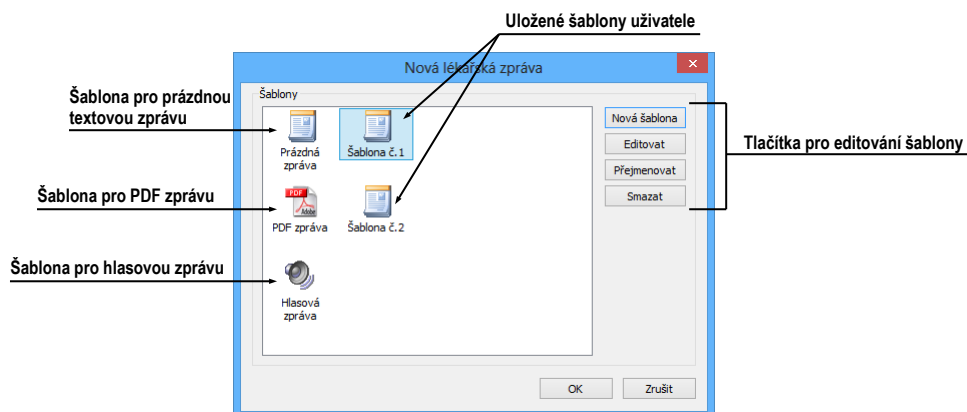 Uložené šablony uživatele
Nová lékařská zpráva
Šablony
Šablona pro prázdnou
textovou zprávu
Prázdná
zpráva
Šablona č.1
Nová šablona
Editovat
Přejmenovat
Smazat
Tlačítka pro editování šablony
Šablona pro PDF zprávu
PDF
Adobe
PDF zpráva
Šablona č.2
Šablona pro hlasovou zprávu
Hlasová
zpráva
OK
Zrušit